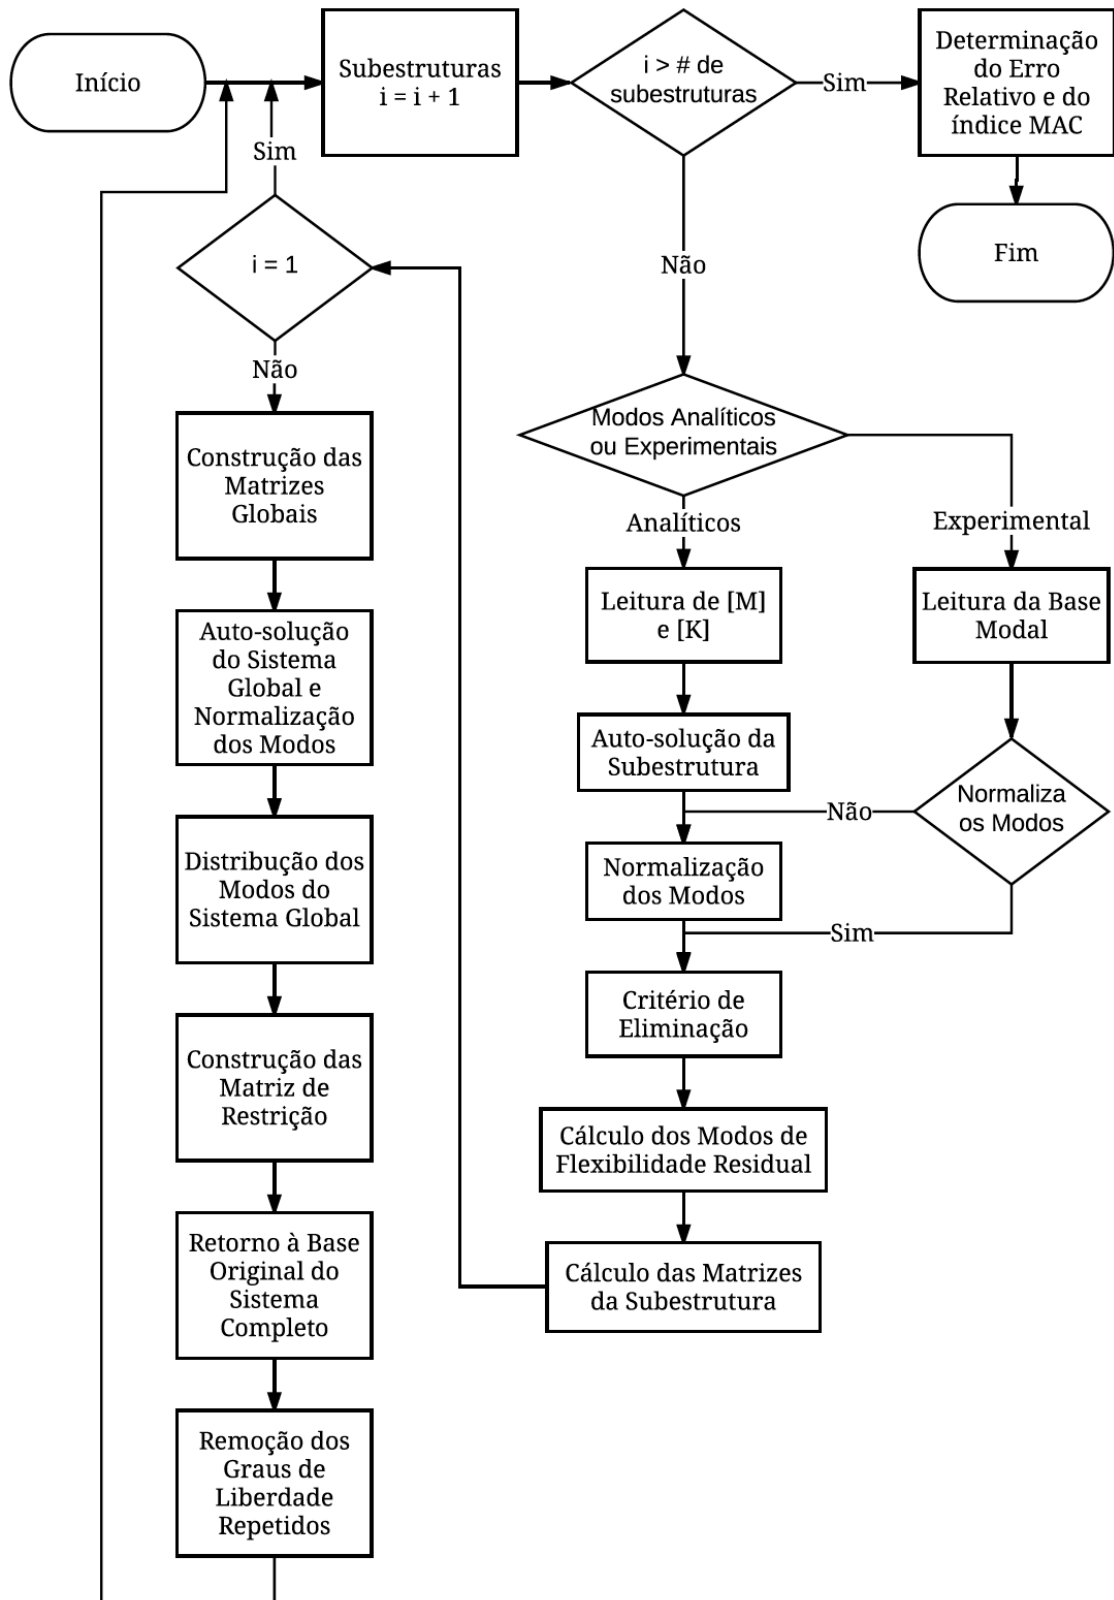 Início
Subestruturas
i = i + 1
i > # de
subestruturas
Sim
Determinação
do Erro
Relativo e do
índice MAC
Fim
Não
Modos Analíticos
ou Experimentais
Analíticos
Experimental
Leitura de [M]
e [K]
Leitura da Base
Modal
Auto-solução da
Subestrutura
Normaliza
os Modos
Não
Normalização
dos Modos
Sim
Critério de
Eliminação
Cálculo dos Modos de
Flexibilidade Residual
Cálculo das Matrizes
da Subestrutura
i = 1
Sim
Não
Construção das
Matrizes
Globais
Auto-solução
do Sistema
Global e
Normalização
dos Modos
Distribução dos
Modos do
Sistema Global
Construção das
Matriz de
Restrição
Retorno à Base
Original do
Sistema
Completo
Remoção dos
Graus de
Liberdade
Repetidos